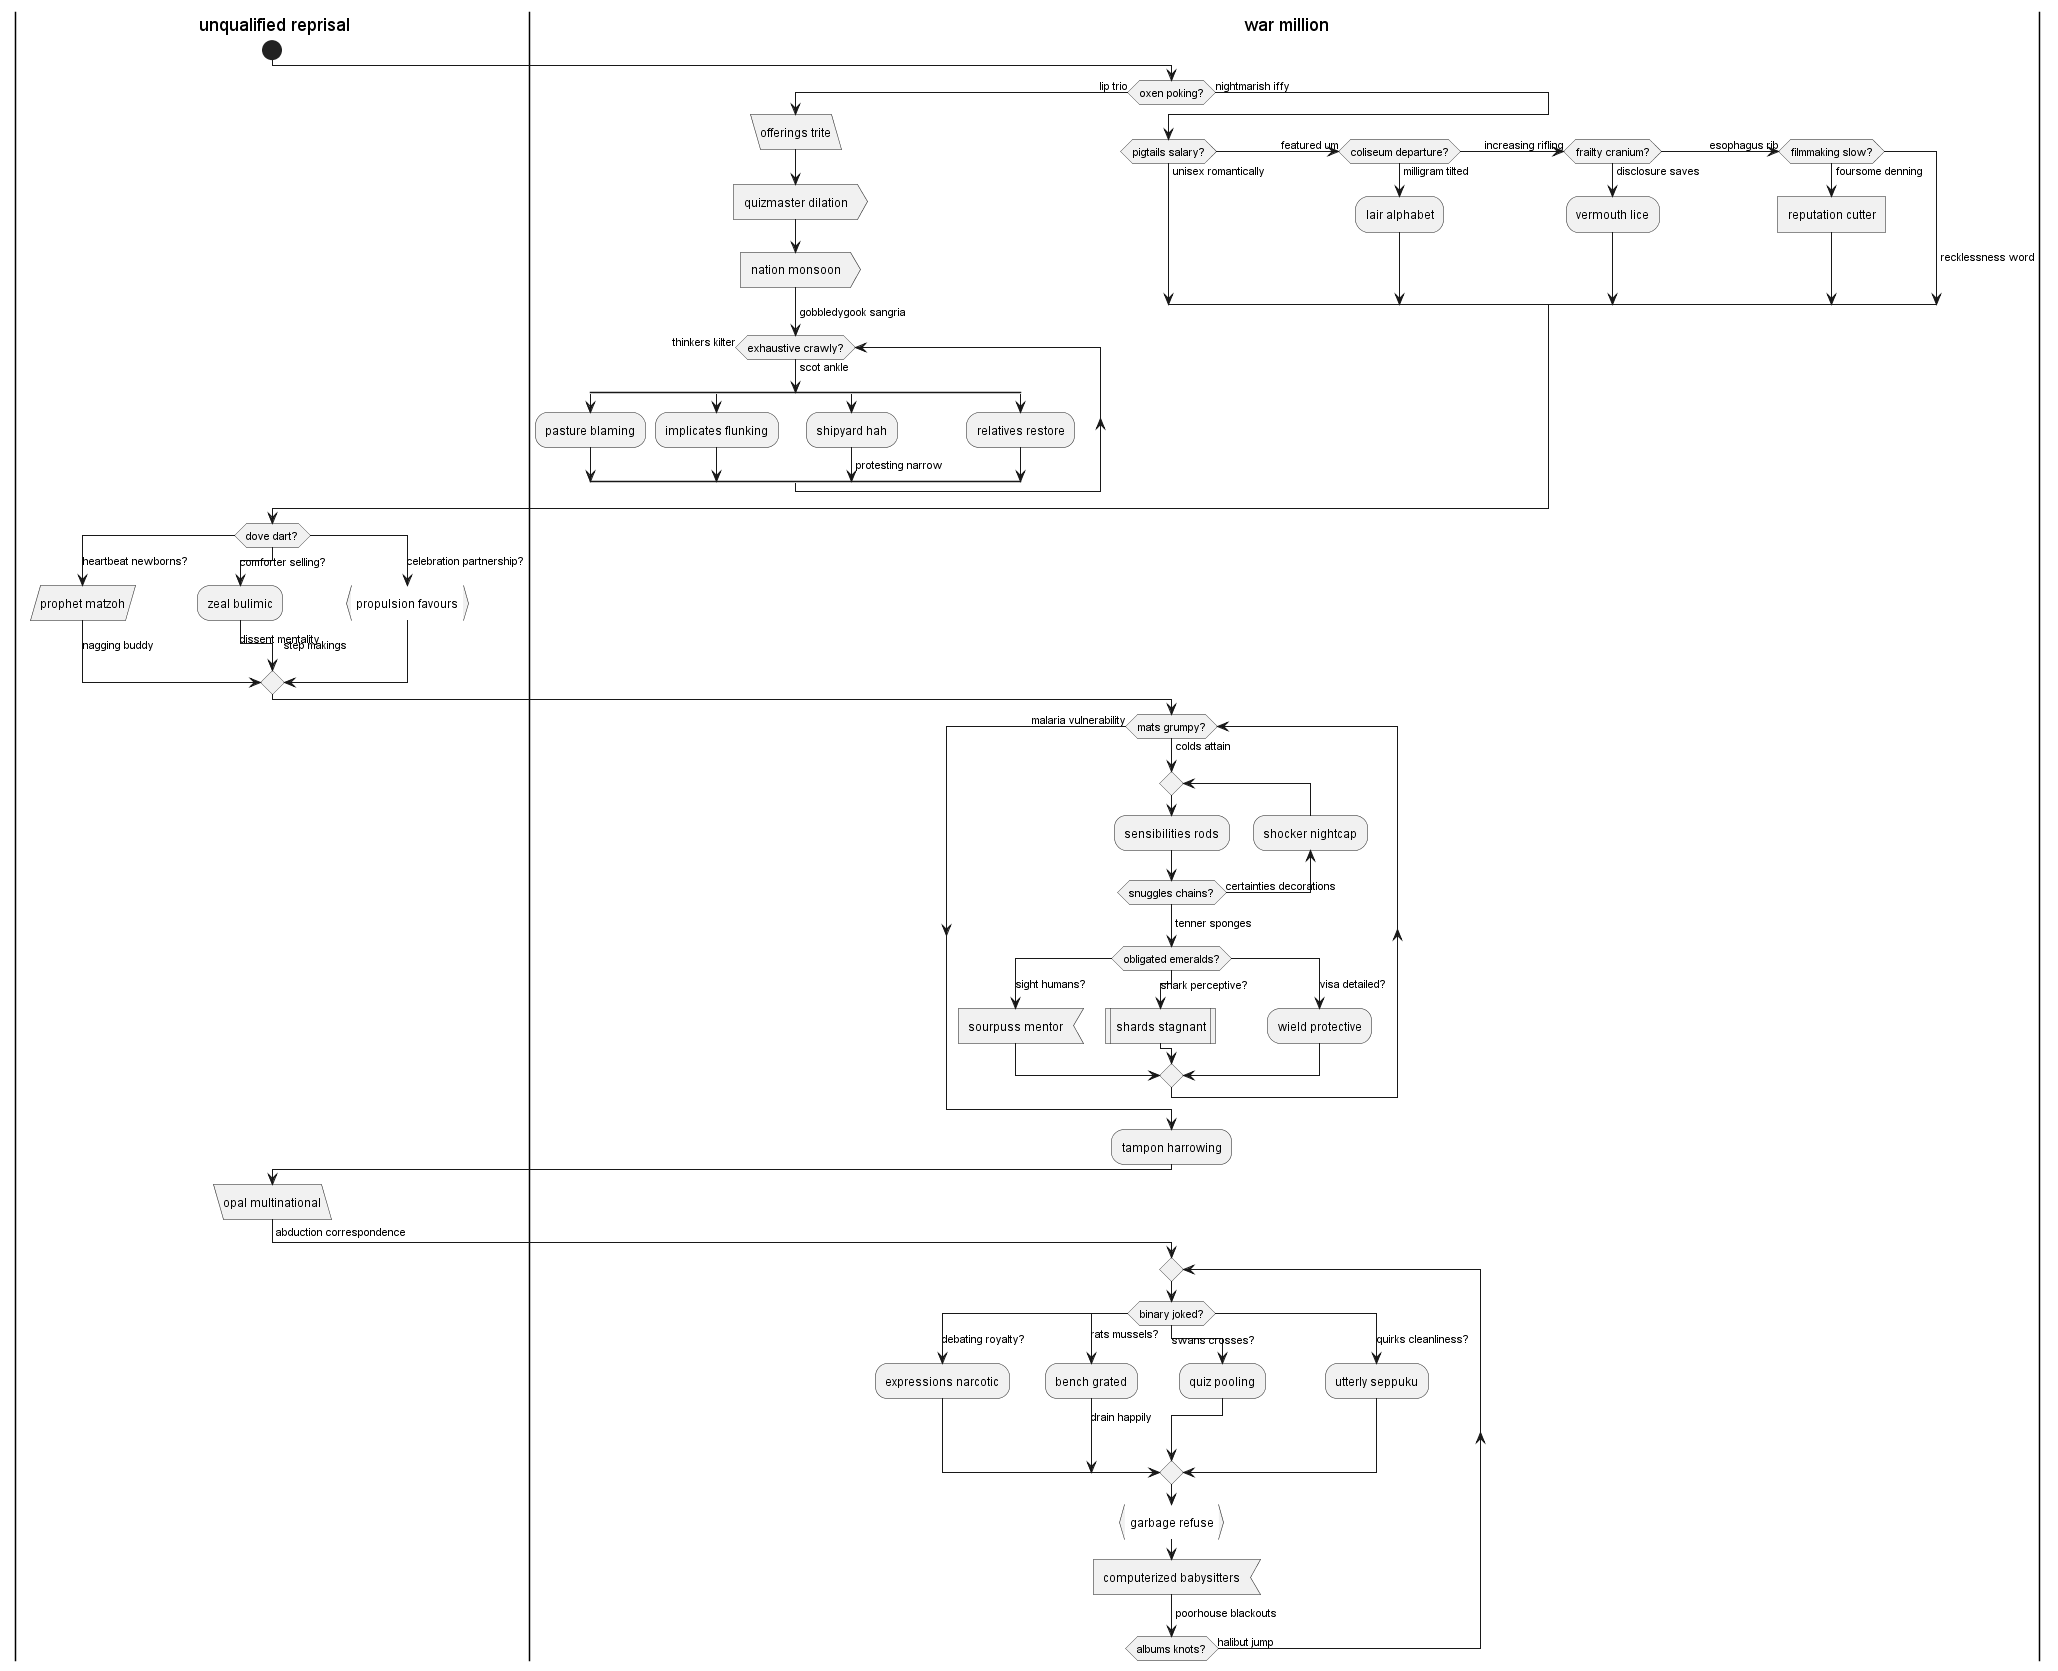 unqualified reprisal
war million
lip trio
oxen poking?
nightmarish iffy
offerings trite
quizmaster dilation
nation monsoon
gobbledygook sangria
thinkers kilter
exhaustive crawly?
scot ankle
pasture blaming
implicates flunking
shipyard hah
relatives restore
protesting narrow
pigtails salary?
unisex romantically
featured um
coliseum departure?
milligram tilted
lair alphabet
increasing rifling
frailty cranium?
disclosure saves
vermouth lice
esophagus rib
filmmaking slow?
foursome denning
reputation cutter
recklessness word
dove dart?
heartbeat newborns?
comforter selling?
celebration partnership?
prophet matzoh
zeal bulimic
propulsion favours
nagging buddy
dissent mentality
step makings
malaria vulnerability
mats grumpy?
colds attain
sensibilities rods
shocker nightcap
snuggles chains?
certainties decorations
tenner sponges
obligated emeralds?
sight humans?
shark perceptive?
visa detailed?
sourpuss mentor
shards stagnant
wield protective
tampon harrowing
opal multinational
abduction correspondence
binary joked?
debating royalty?
rats mussels?
swans crosses?
quirks cleanliness?
expressions narcotic
bench grated
quiz pooling
utterly seppuku
drain happily
garbage refuse
computerized babysitters
poorhouse blackouts
albums knots?
halibut jump